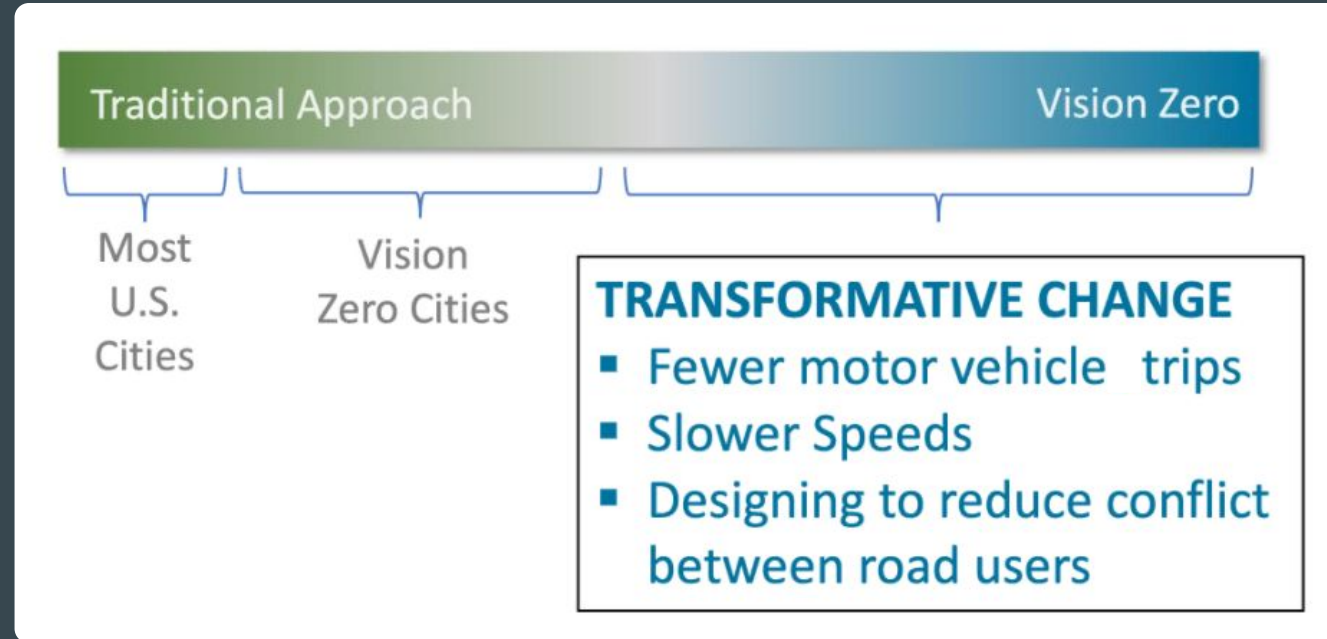 Traditional Approach
Vision Zero
Most
U.S.
Cities
Vision
Zero Cities
TRANSFORMATIVE CHANGE
▪ Fewer motor vehicle trips
▪ Slower Speeds
▪ Designing to reduce conflict
between road users